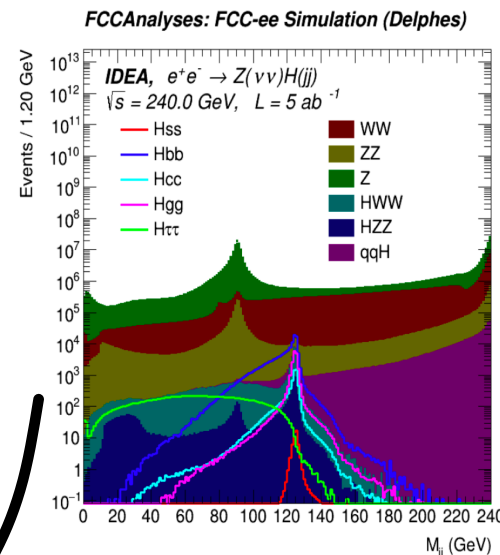 FCCAnalyses: FCC-ee Simulation (Delphes)
Events / 1.20 GeV
10¹³
10¹²
10¹¹
10¹⁰
10⁹
10⁸
10⁷
10⁶
10⁵
10⁴
10³
10²
10
1
10⁻¹
IDEA, e⁺e⁻ → Z(νν)H(jj)
√s = 240.0 GeV, L = 5 ab ⁻¹
Hss
Hbb
Hcc
Hgg
Hττ
WW
ZZ
Z
HWW
HZZ
qqH
0 20 40 60 80 100 120 140 160 180 200 220 240
Mⱼⱼ (GeV)